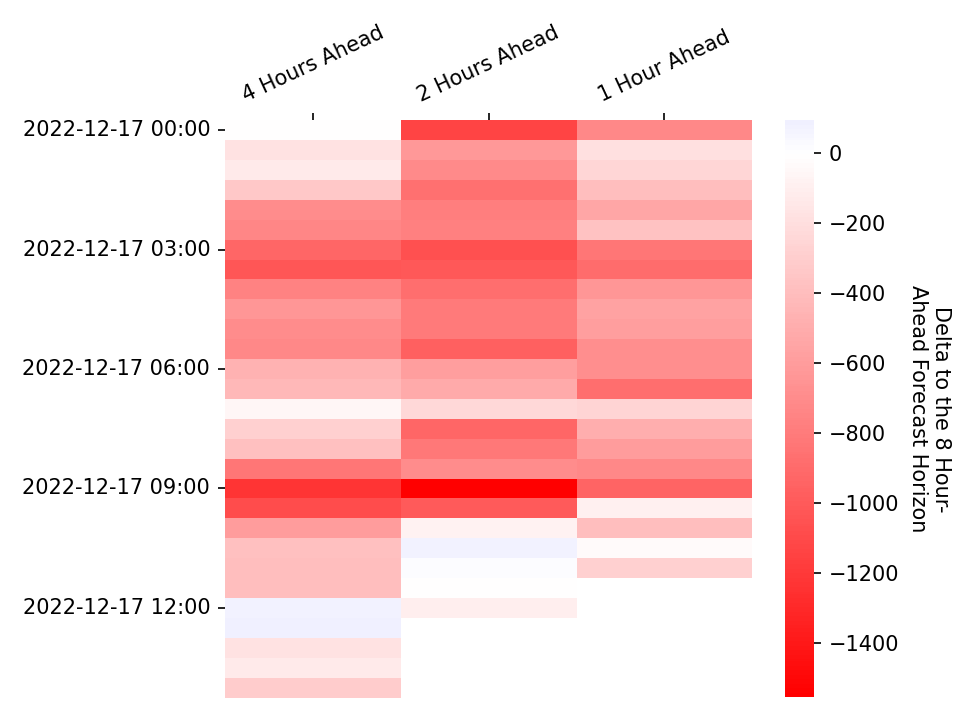 4 Hours Ahead
2 Hours Ahead
1 Hour Ahead
2022-12-17 00:00
2022-12-17 03:00
2022-12-17 06:00
2022-12-17 09:00
2022-12-17 12:00
0
−200
−400
−600
−800
−1000
−1200
−1400
Delta to the 8 Hour-
Ahead Forecast Horizon